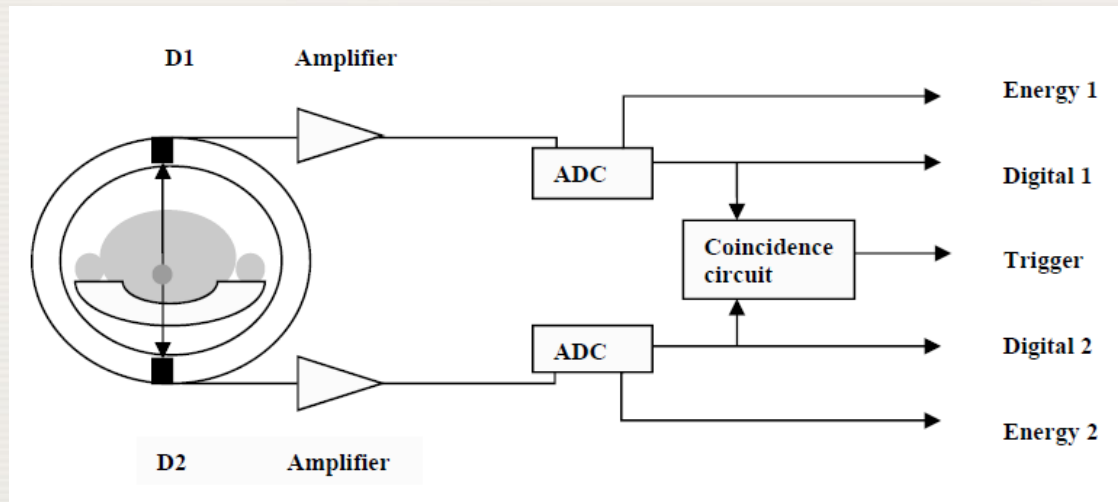 D1
Amplifier
Energy 1
ADC
Digital 1
Coincidence
circuit
Trigger
ADC
Digital 2
Energy 2
D2
Amplifier